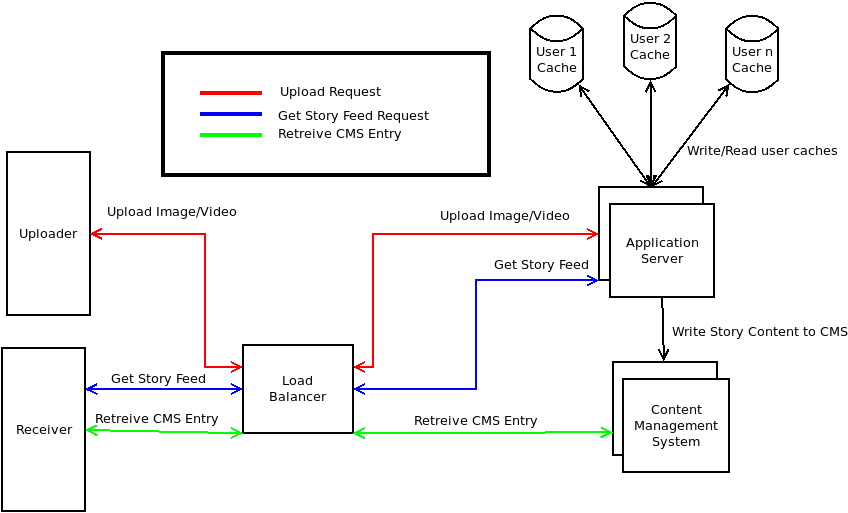 User 1
Cache
User 2
Cache
User n
Cache
Upload Request
Get Story Feed Request
Retreive CMS Entry
Write/Read user caches
Uploader
Upload Image/Video
Upload Image/Video
Application
Server
Get Story Feed
Write Story Content to CMS
Load
Balancer
Get Story Feed
Retreive CMS Entry
Receiver
Retreive CMS Entry
Content
Management
System